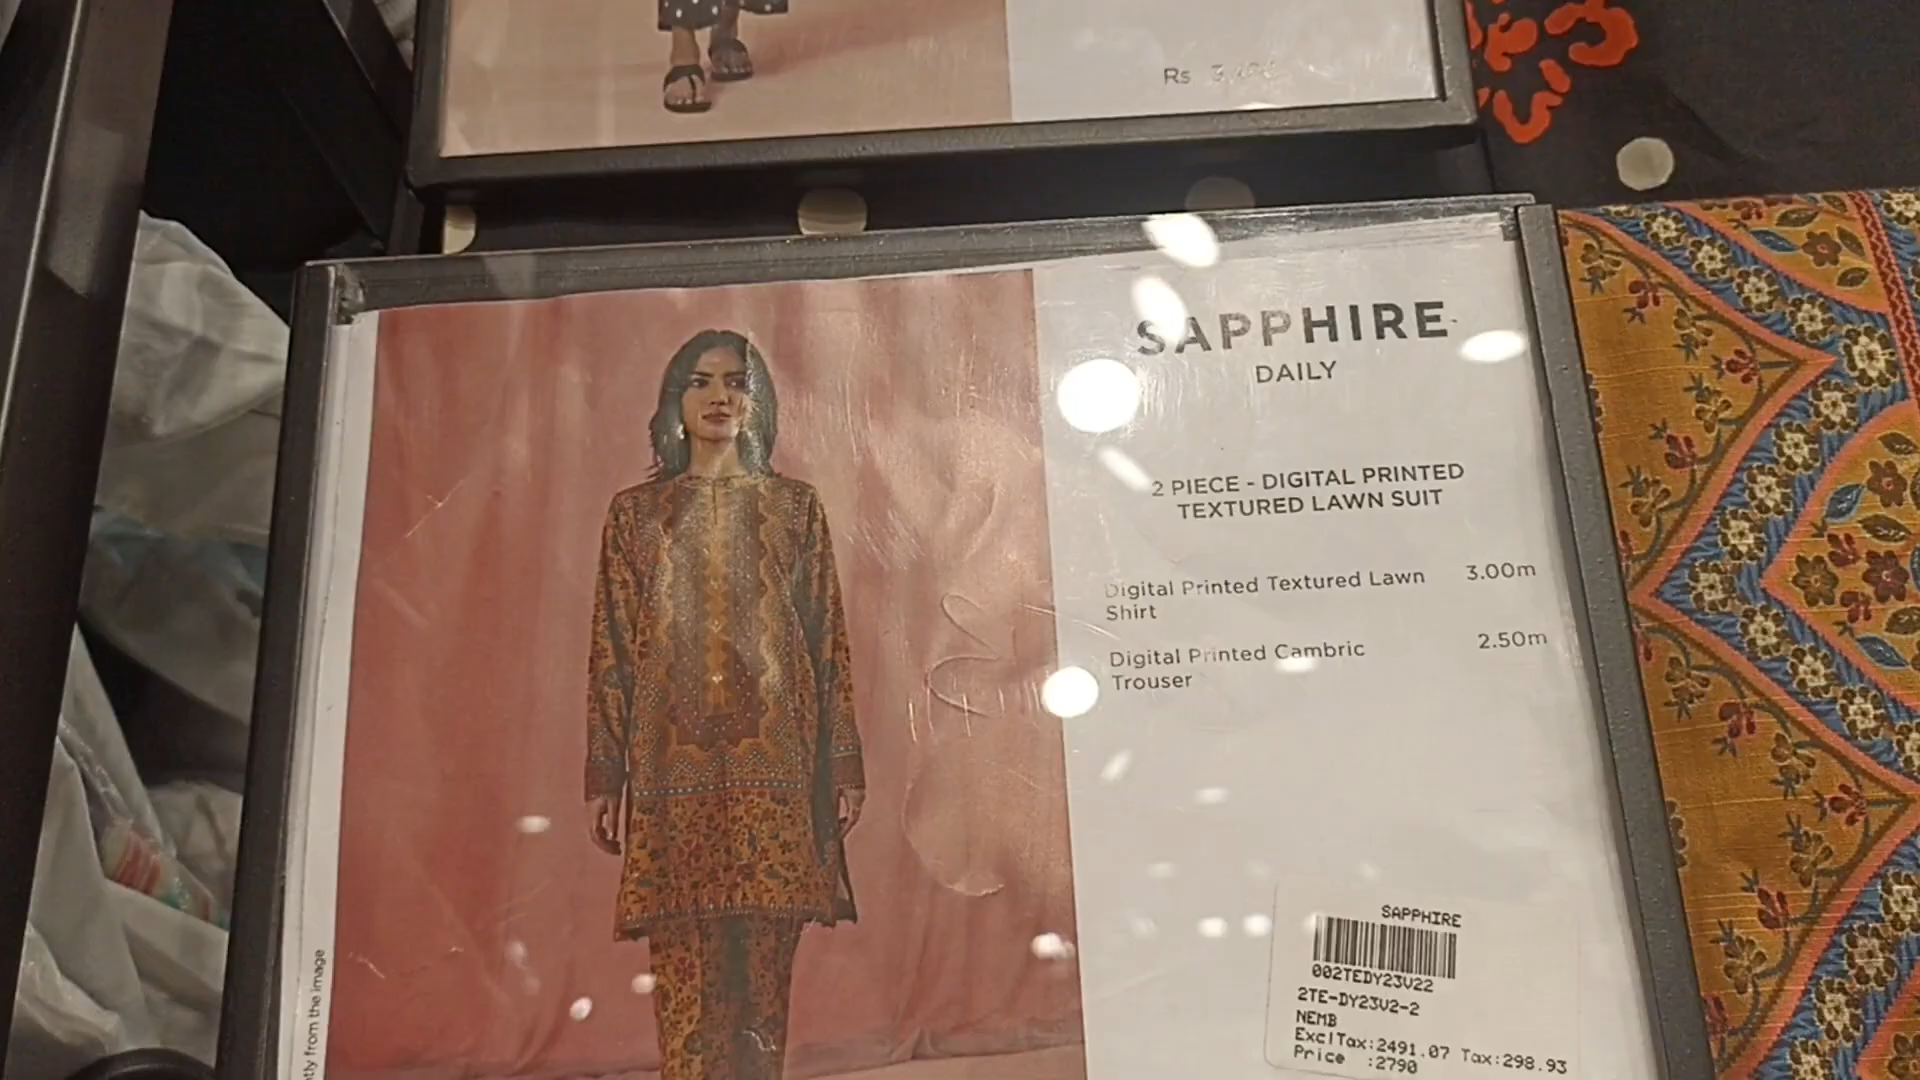 Rs
SAPPHIRE
DAILY
2 PIECE - DIGITAL PRINTED
TEXTURED LAWN SUIT
Digital Printed Textured Lawn 3.00m
Shirt
Digital Printed Cambric 2.50m
Trouser
SAPPHIRE
002TEDY23V22
2TE-DY23V2-2
NEMB
ExclTax:2491.07 Tax:298.93
Price :2790
from the image